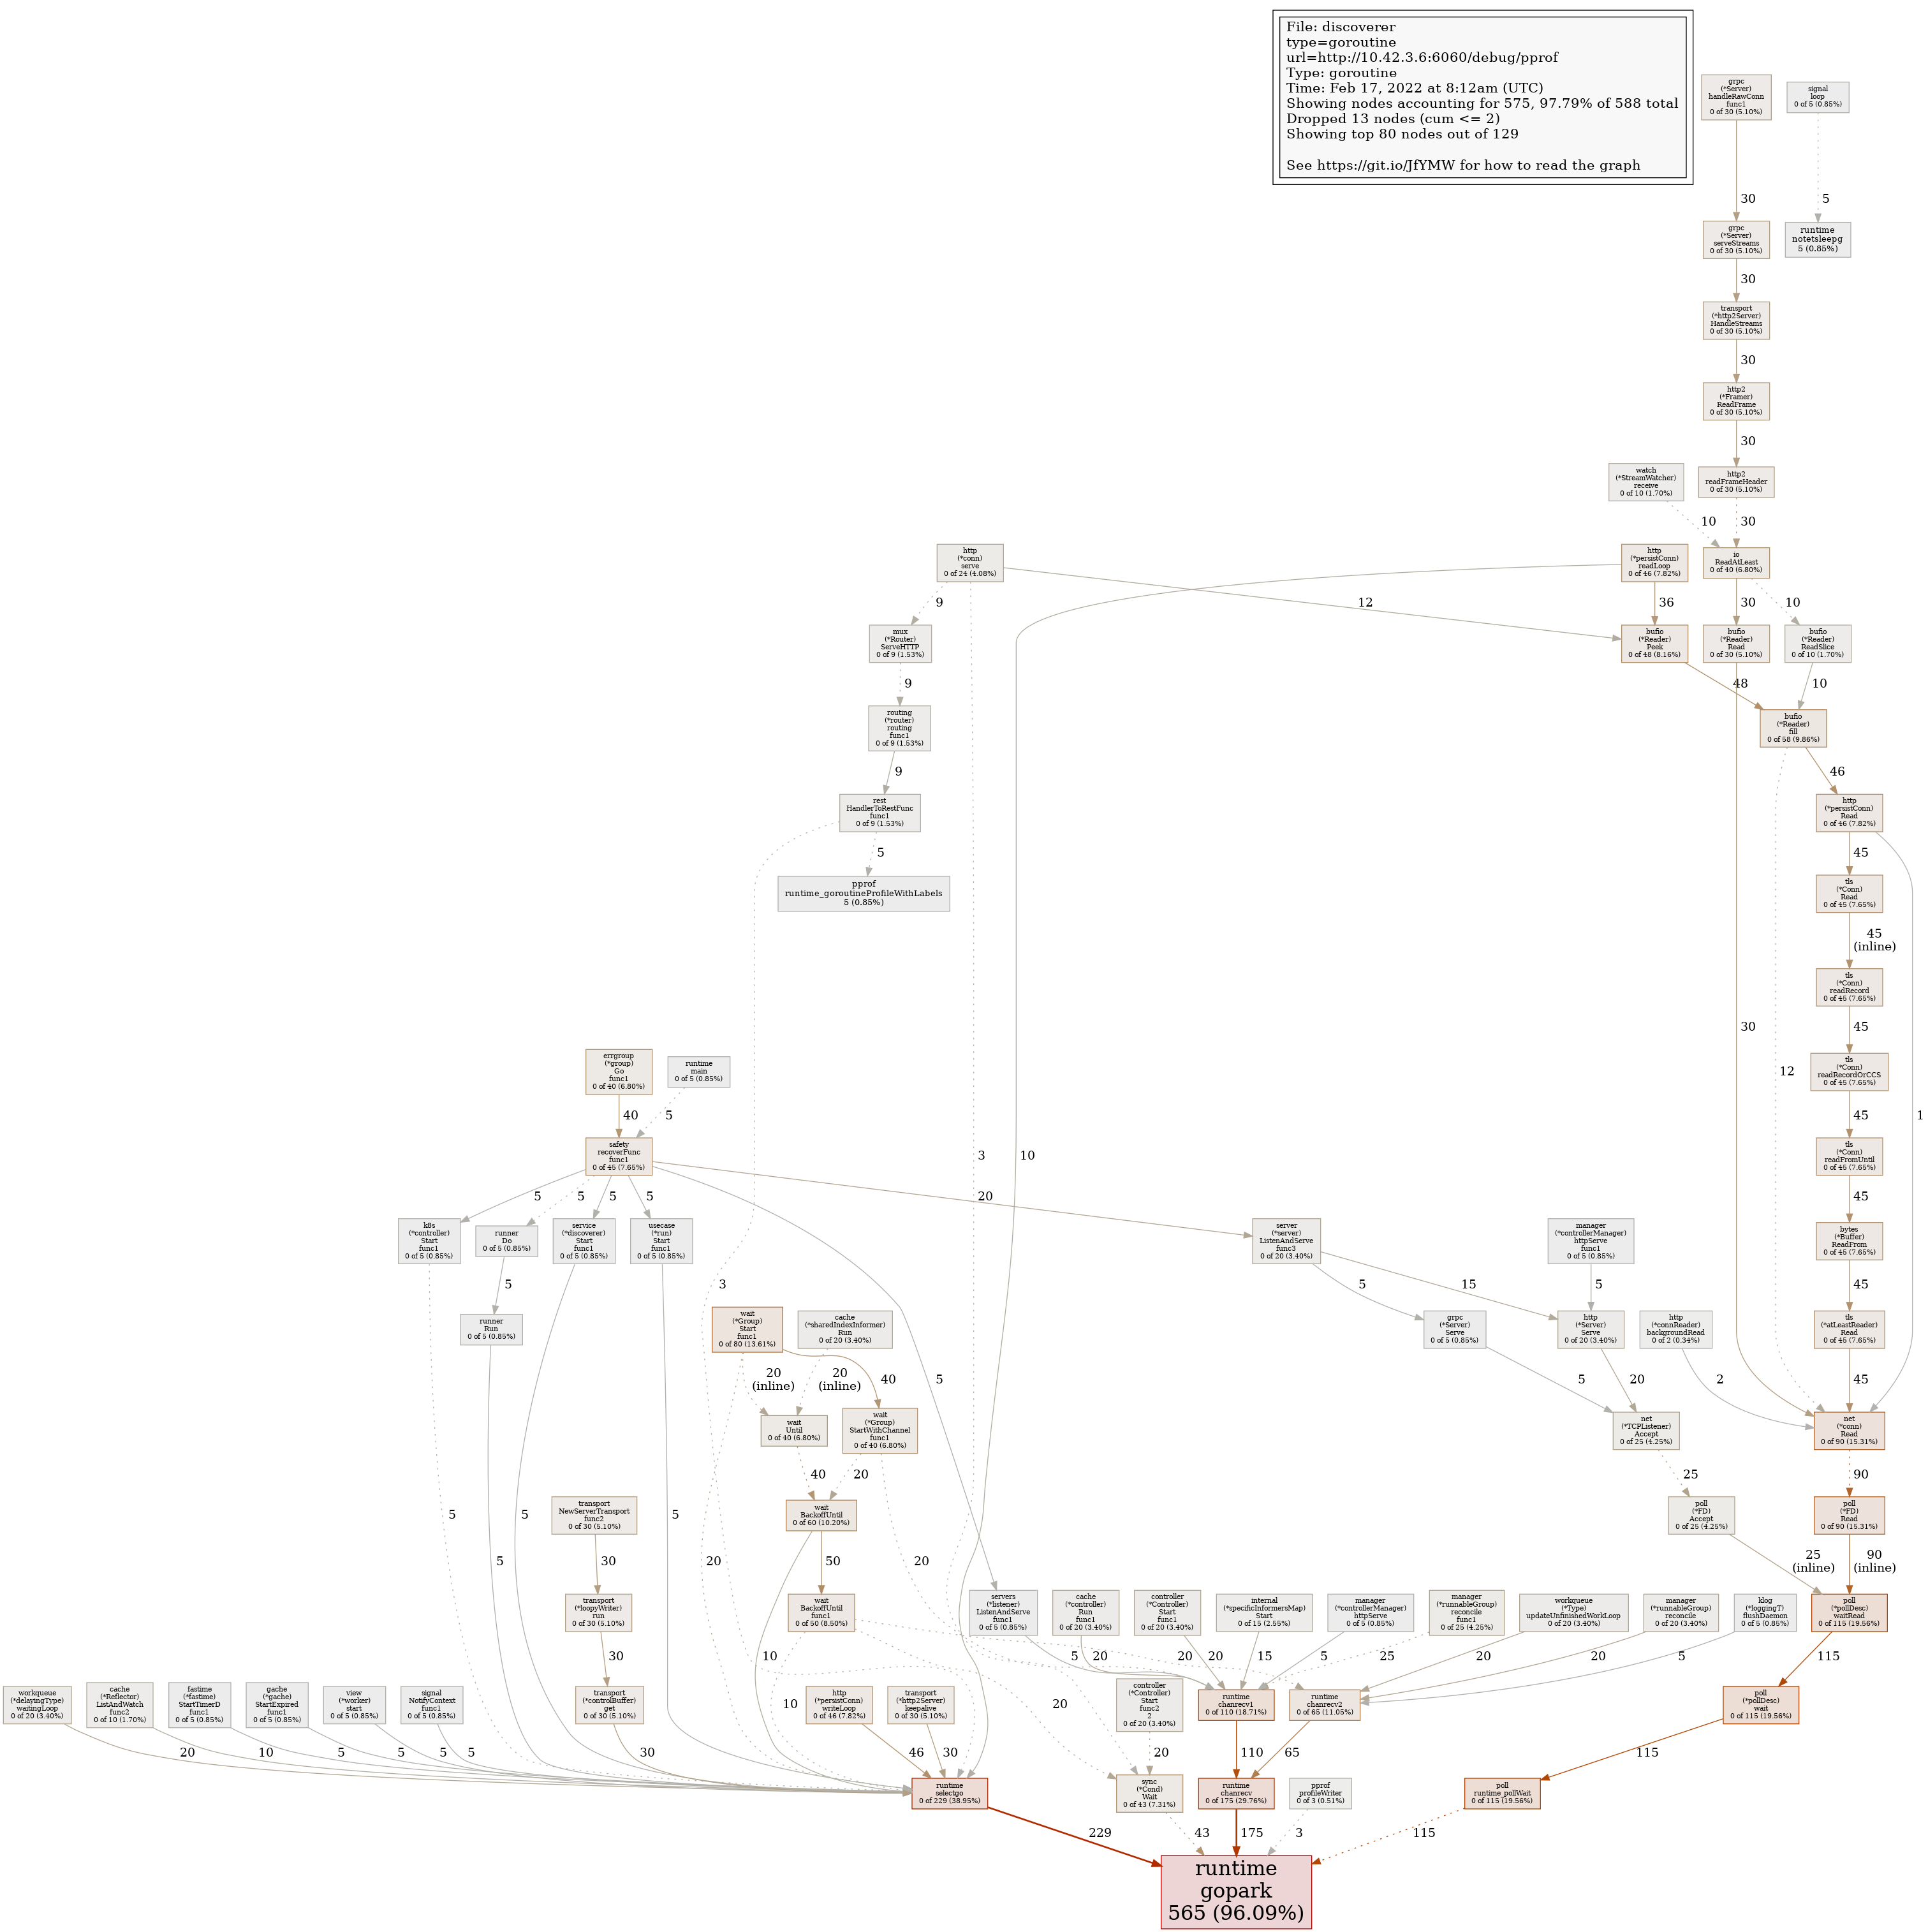 File: discoverer
type=goroutine
url=http://10.42.3.6:6060/debug/pprof
Type: goroutine
Time: Feb 17, 2022 at 8:12am (UTC)
Showing nodes accounting for 575, 97.79% of 588 total
Dropped 13 nodes (cum <= 2)
Showing top 80 nodes out of 129
See https://git.io/JfYMW for how to read the graph
grpc
(*Server)
handleRawConn
func1
0 of 30 (5.10%)
signal
loop
0 of 5 (0.85%)
30
5
grpc
(*Server)
serveStreams
0 of 30 (5.10%)
runtime
notetsleepg
5 (0.85%)
30
transport
(*http2Server)
HandleStreams
0 of 30 (5.10%)
30
http2
(*Framer)
ReadFrame
0 of 30 (5.10%)
30
watch
(*StreamWatcher)
receive
0 of 10 (1.70%)
http2
readFrameHeader
0 of 30 (5.10%)
10
30
http
(*conn)
serve
0 of 24 (4.08%)
http
(*persistConn)
readLoop
0 of 46 (7.82%)
io
ReadAtLeast
0 of 40 (6.80%)
9
12
36
30
10
mux
(*Router)
ServeHTTP
0 of 9 (1.53%)
bufio
(*Reader)
Peek
0 of 48 (8.16%)
bufio
(*Reader)
Read
0 of 30 (5.10%)
bufio
(*Reader)
ReadSlice
0 of 10 (1.70%)
9
48
10
routing
(*router)
routing
func1
0 of 9 (1.53%)
bufio
(*Reader)
fill
0 of 58 (9.86%)
9
46
rest
HandlerToRestFunc
func1
0 of 9 (1.53%)
http
(*persistConn)
Read
0 of 46 (7.82%)
5
45
pprof
runtime_goroutineProfileWithLabels
5 (0.85%)
tls
(*Conn)
Read
0 of 45 (7.65%)
45
(inline)
tls
(*Conn)
readRecord
0 of 45 (7.65%)
30
45
errgroup
(*group)
Go
func1
0 of 40 (6.80%)
runtime
main
0 of 5 (0.85%)
tls
(*Conn)
readRecordOrCCS
0 of 45 (7.65%)
12
40
5
45
1
safety
recoverFunc
func1
0 of 45 (7.65%)
3
10
tls
(*Conn)
readFromUntil
0 of 45 (7.65%)
5
5
5
5
20
45
k8s
(*controller)
Start
func1
0 of 5 (0.85%)
runner
Do
0 of 5 (0.85%)
service
(*discoverer)
Start
func1
0 of 5 (0.85%)
usecase
(*run)
Start
func1
0 of 5 (0.85%)
server
(*server)
ListenAndServe
func3
0 of 20 (3.40%)
manager
(*controllerManager)
httpServe
func1
0 of 5 (0.85%)
bytes
(*Buffer)
ReadFrom
0 of 45 (7.65%)
5
3
5
15
5
45
runner
Run
0 of 5 (0.85%)
wait
(*Group)
Start
func1
0 of 80 (13.61%)
cache
(*sharedIndexInformer)
Run
0 of 20 (3.40%)
grpc
(*Server)
Serve
0 of 5 (0.85%)
http
(*Server)
Serve
0 of 20 (3.40%)
http
(*connReader)
backgroundRead
0 of 2 (0.34%)
tls
(*atLeastReader)
Read
0 of 45 (7.65%)
20
(inline)
20
(inline)
40
5
5
20
2
45
wait
Until
0 of 40 (6.80%)
wait
(*Group)
StartWithChannel
func1
0 of 40 (6.80%)
net
(*TCPListener)
Accept
0 of 25 (4.25%)
net
(*conn)
Read
0 of 90 (15.31%)
40
20
25
90
5
5
5
transport
NewServerTransport
func2
0 of 30 (5.10%)
wait
BackoffUntil
0 of 60 (10.20%)
poll
(*FD)
Accept
0 of 25 (4.25%)
poll
(*FD)
Read
0 of 90 (15.31%)
5
30
20
50
20
25
(inline)
90
(inline)
transport
(*loopyWriter)
run
0 of 30 (5.10%)
wait
BackoffUntil
func1
0 of 50 (8.50%)
servers
(*listener)
ListenAndServe
func1
0 of 5 (0.85%)
cache
(*controller)
Run
func1
0 of 20 (3.40%)
controller
(*Controller)
Start
func1
0 of 20 (3.40%)
internal
(*specificInformersMap)
Start
0 of 15 (2.55%)
manager
(*controllerManager)
httpServe
0 of 5 (0.85%)
manager
(*runnableGroup)
reconcile
func1
0 of 25 (4.25%)
workqueue
(*Type)
updateUnfinishedWorkLoop
0 of 20 (3.40%)
manager
(*runnableGroup)
reconcile
0 of 20 (3.40%)
klog
(*loggingT)
flushDaemon
0 of 5 (0.85%)
poll
(*pollDesc)
waitRead
0 of 115 (19.56%)
30
10
5
20
20
20
15
5
25
20
20
5
115
workqueue
(*delayingType)
waitingLoop
0 of 20 (3.40%)
cache
(*Reflector)
ListAndWatch
func2
0 of 10 (1.70%)
fastime
(*fastime)
StartTimerD
func1
0 of 5 (0.85%)
gache
(*gache)
StartExpired
func1
0 of 5 (0.85%)
view
(*worker)
start
0 of 5 (0.85%)
signal
NotifyContext
func1
0 of 5 (0.85%)
transport
(*controlBuffer)
get
0 of 30 (5.10%)
http
(*persistConn)
writeLoop
0 of 46 (7.82%)
transport
(*http2Server)
keepalive
0 of 30 (5.10%)
controller
(*Controller)
Start
func2
2
0 of 20 (3.40%)
runtime
chanrecv1
0 of 110 (18.71%)
runtime
chanrecv2
0 of 65 (11.05%)
poll
(*pollDesc)
wait
0 of 115 (19.56%)
10
20
20
10
5
5
5
5
30
46
30
20
110
65
115
runtime
selectgo
0 of 229 (38.95%)
sync
(*Cond)
Wait
0 of 43 (7.31%)
runtime
chanrecv
0 of 175 (29.76%)
pprof
profileWriter
0 of 3 (0.51%)
poll
runtime_pollWait
0 of 115 (19.56%)
229
43
175
3
115
runtime
gopark
565 (96.09%)